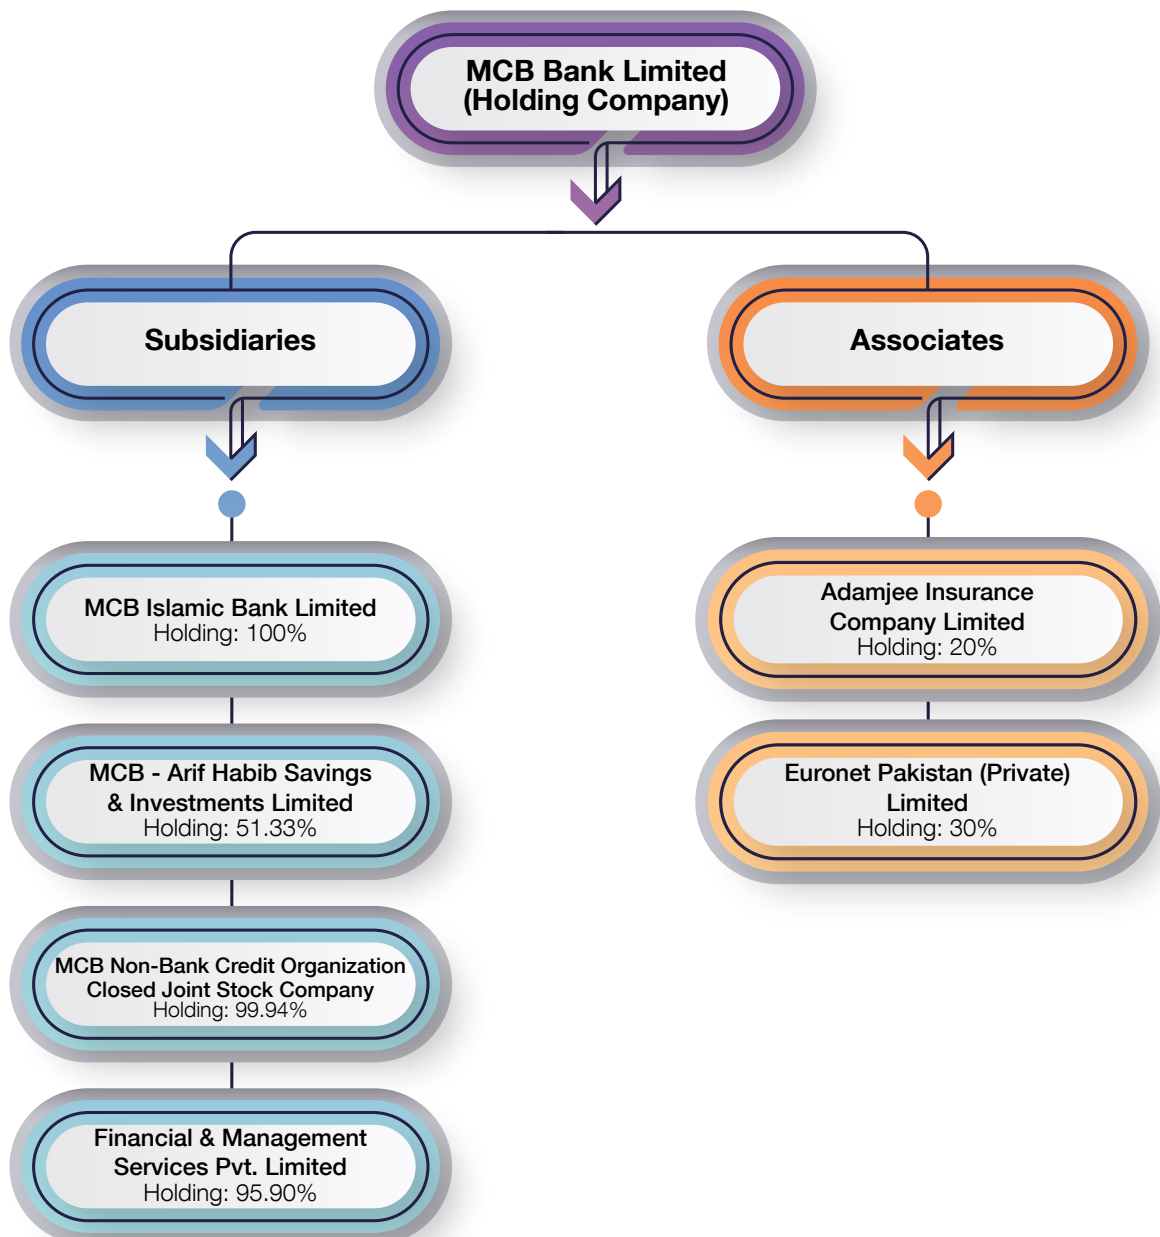 MCB Bank Limited
(Holding Company)
Subsidiaries
Associates
MCB Islamic Bank Limited
Holding: 100%
MCB - Arif Habib Savings
& Investments Limited
Holding: 51.33%
MCB Non-Bank Credit Organization
Closed Joint Stock Company
Holding: 99.94%
Financial & Management
Services Pvt. Limited
Holding: 95.90%
Adamjee Insurance
Company Limited
Holding: 20%
Euronet Pakistan (Private)
Limited
Holding: 30%